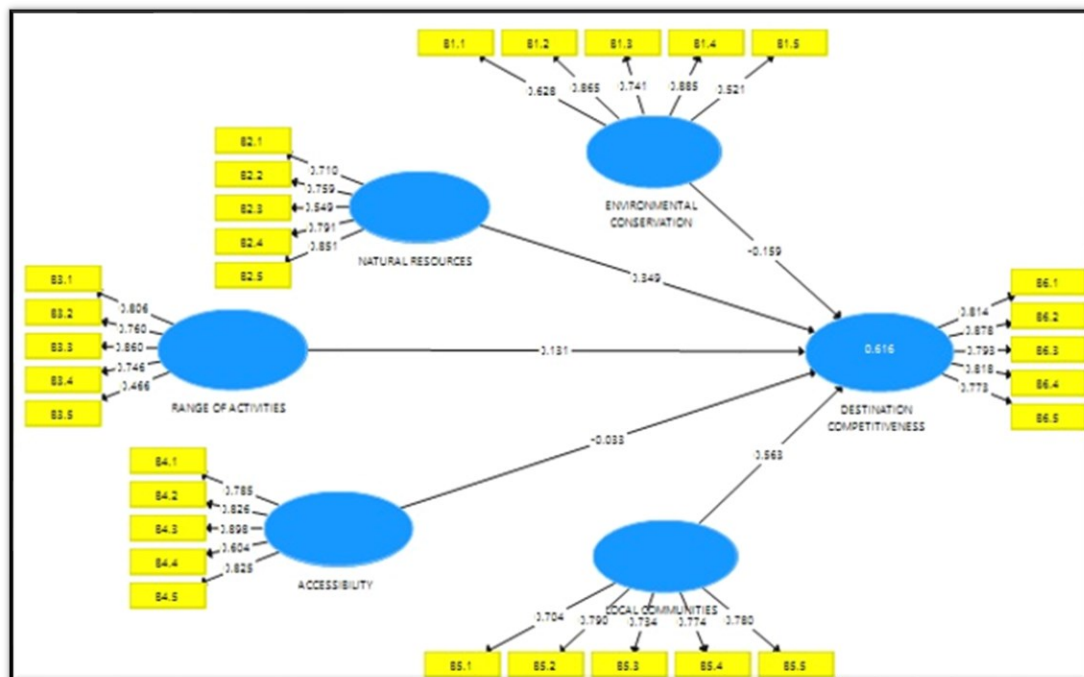 B1.1 B1.2 B1.3 B1.4 B1.5
0.628 0.865 0.741 0.885 0.521
ENVIRONMENTAL
CONSERVATION
-0.159
B2.1
B2.2
B2.3
B2.4
B2.5
0.710
0.759
0.549
0.791
0.851
NATURAL RESOURCES
0.349
B3.1
B3.2
B3.3
B3.4
B3.5
0.806
0.760
0.860
0.746
0.466
RANGE OF ACTIVITIES
0.131
B4.1
B4.2
B4.3
B4.4
B4.5
0.785
0.826
0.898
0.604
0.825
ACCESSIBILITY
-0.033
LOCAL COMMUNITIES
0.563
0.704 0.790 0.734 0.774 0.780
B5.1 B5.2 B5.3 B5.4 B5.5
0.616
DESTINATION
COMPETITIVENESS
0.814
0.878
0.793
0.818
0.773
B6.1
B6.2
B6.3
B6.4
B6.5